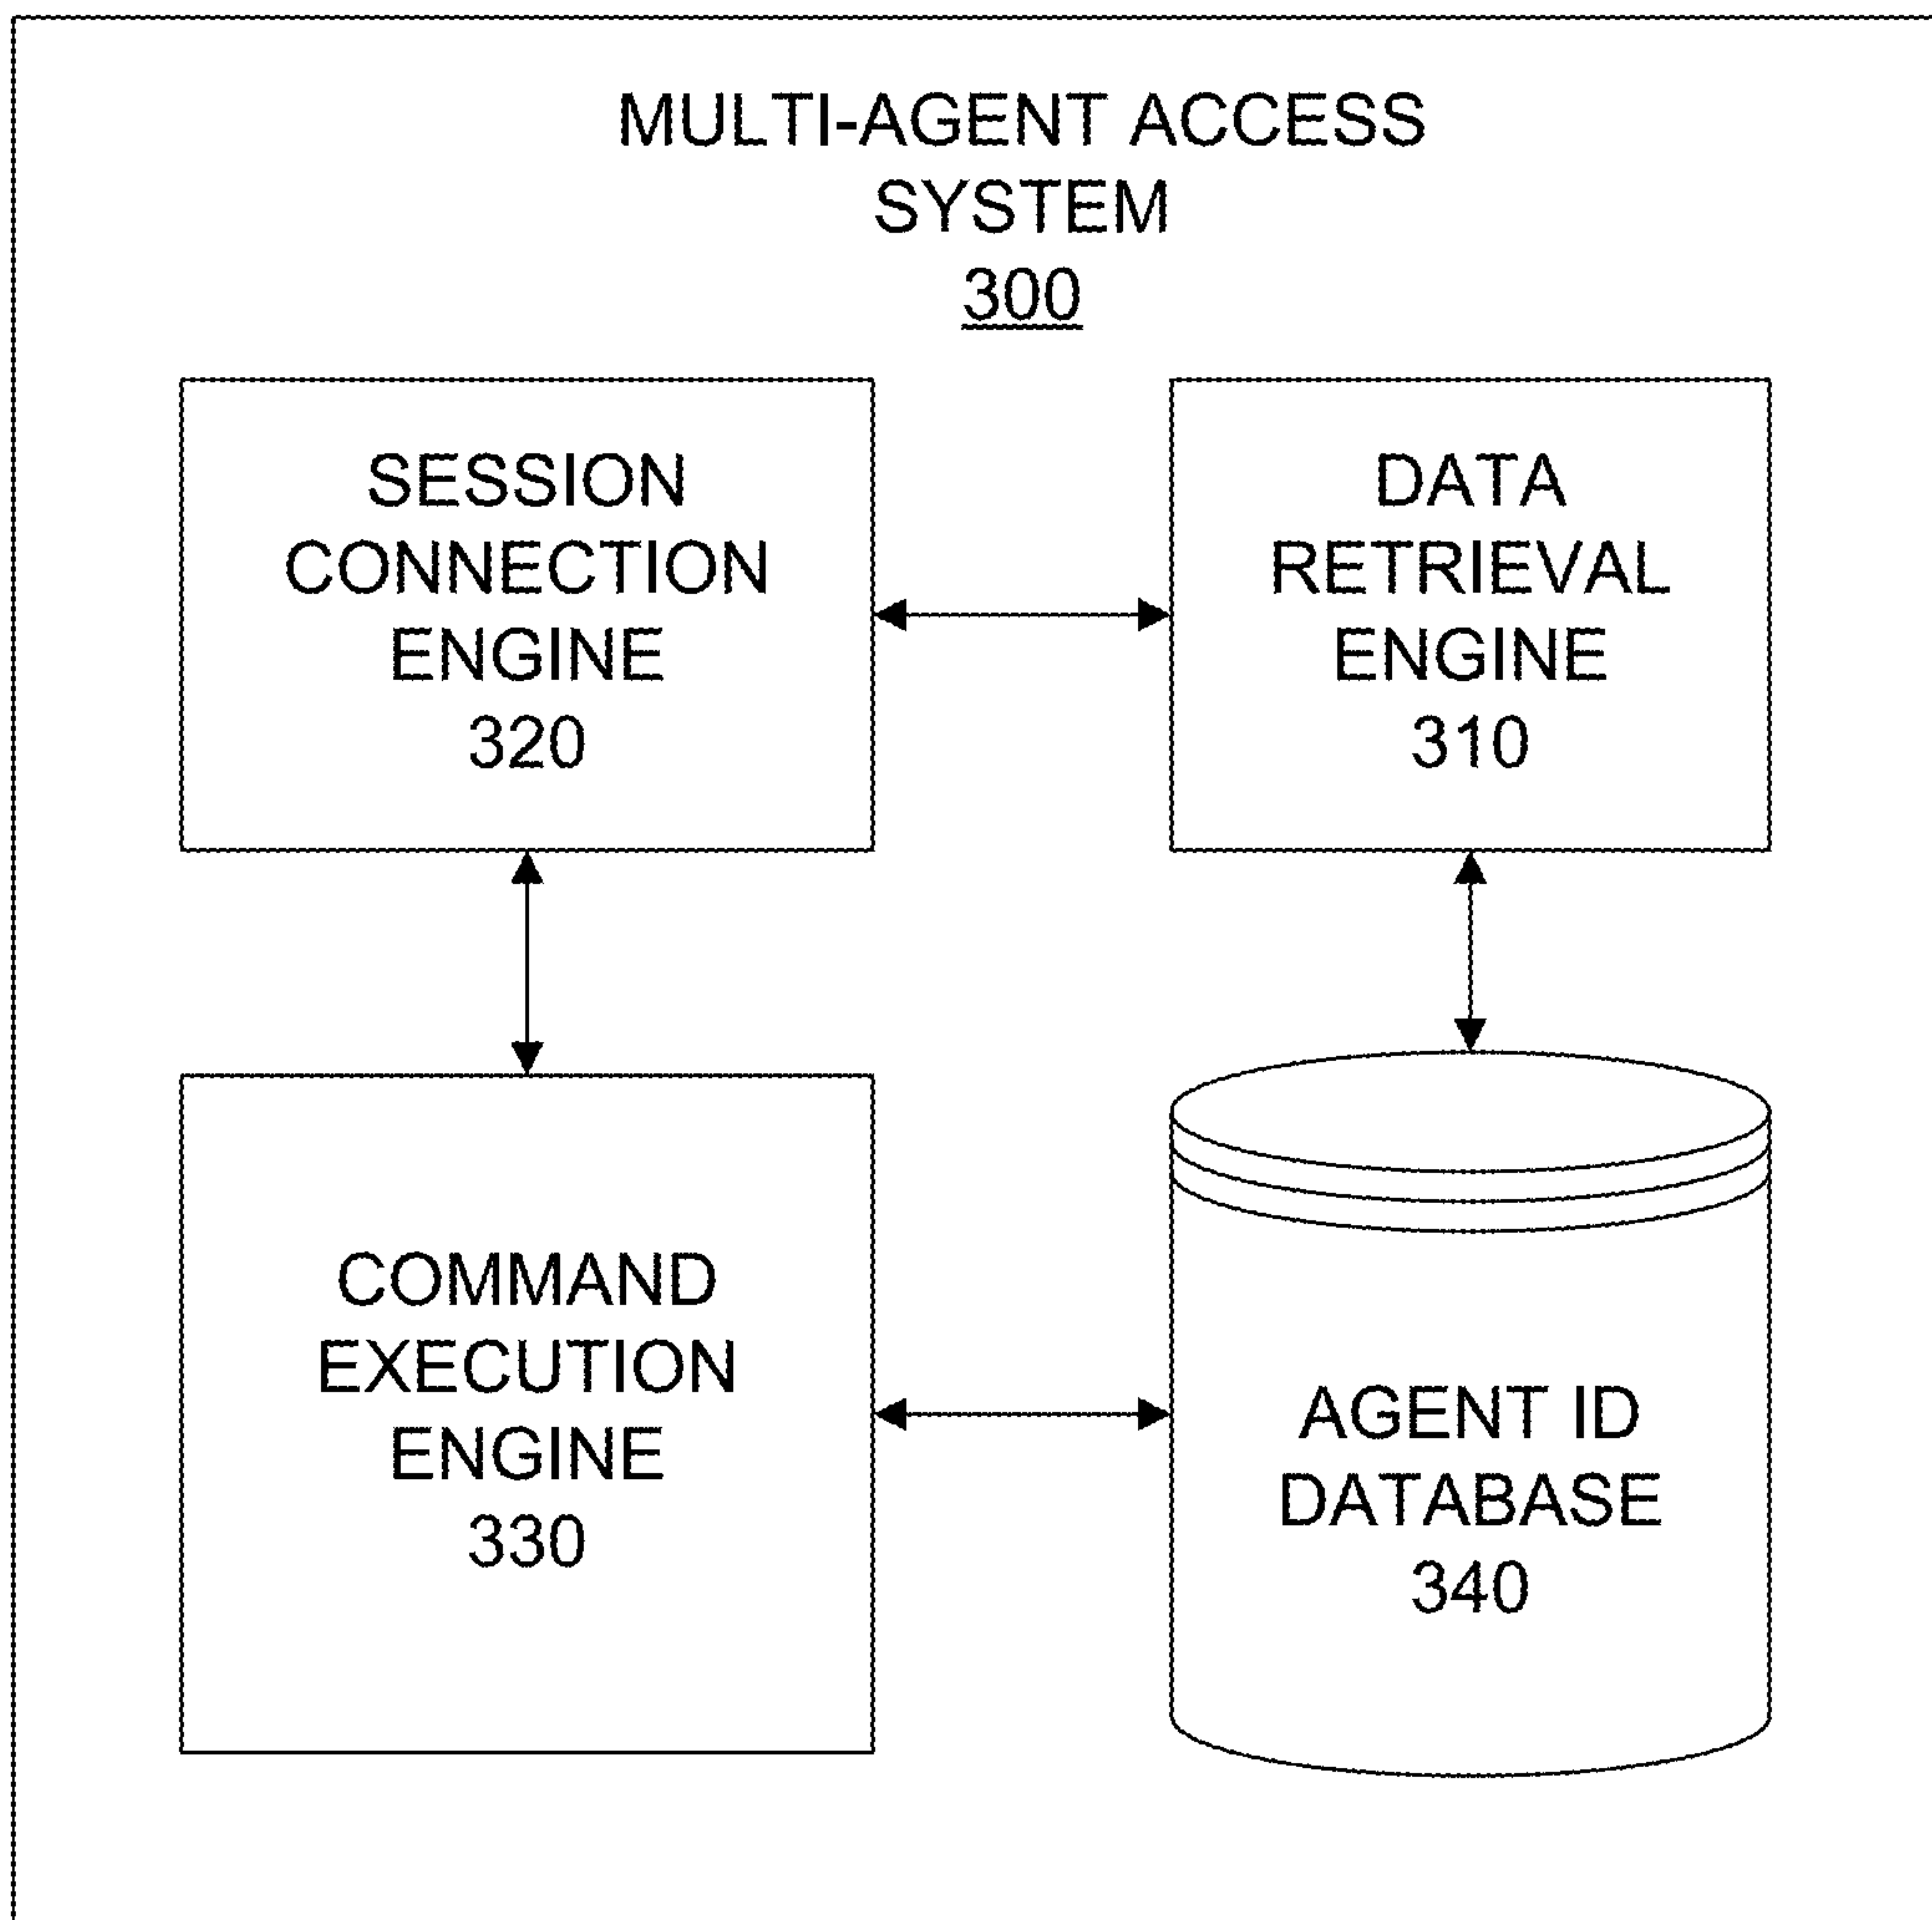 MULTI-AGENT ACCESS
SYSTEM
300
SESSION
CONNECTION
ENGINE
320
DATA
RETRIEVAL
ENGINE
310
COMMAND
EXECUTION
ENGINE
330
AGENT ID
DATABASE
340